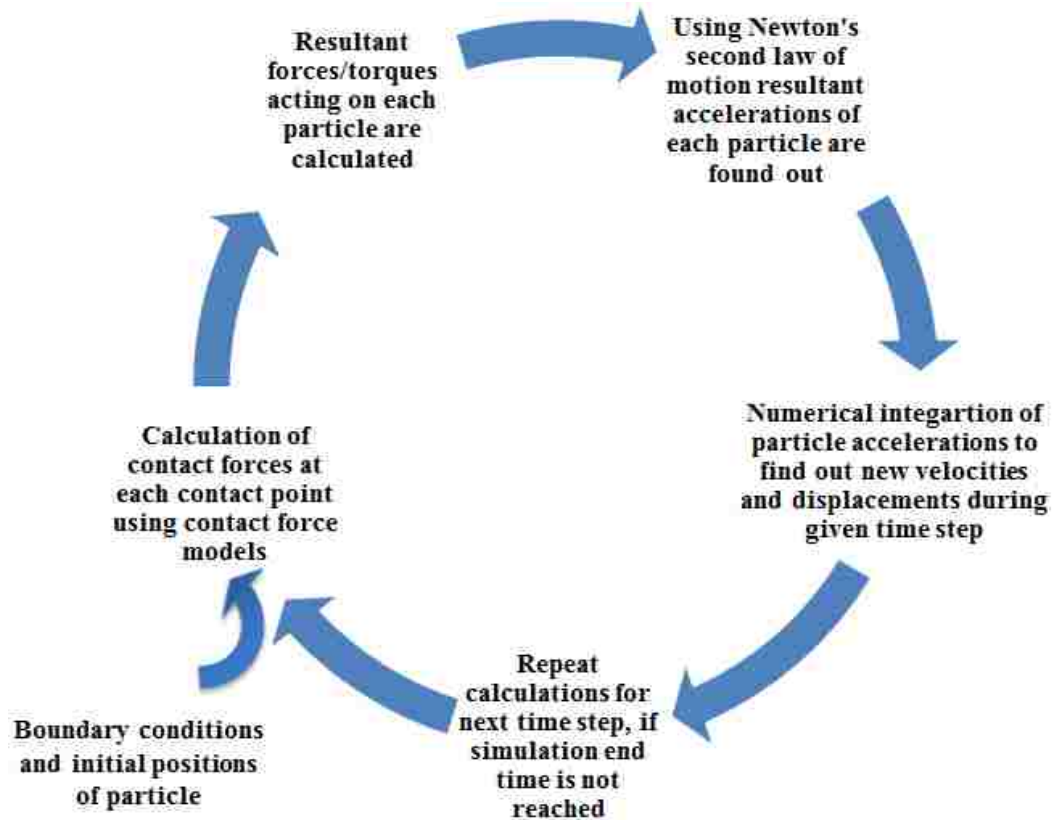 Resultant
forces/torques
acting on each
particle are
calculated
Using Newton's
second law of
motion resultant
accelerations of
each particle are
found out
Numerical integartion of
particle accelerations to
find out new velocities
and displacements during
given time step
Repeat
calculations for
next time step, if
simulation end
time is not
reached
Calculation of
contact forces at
each contact point
using contact force
models
Boundary conditions
and initial positions
of particle